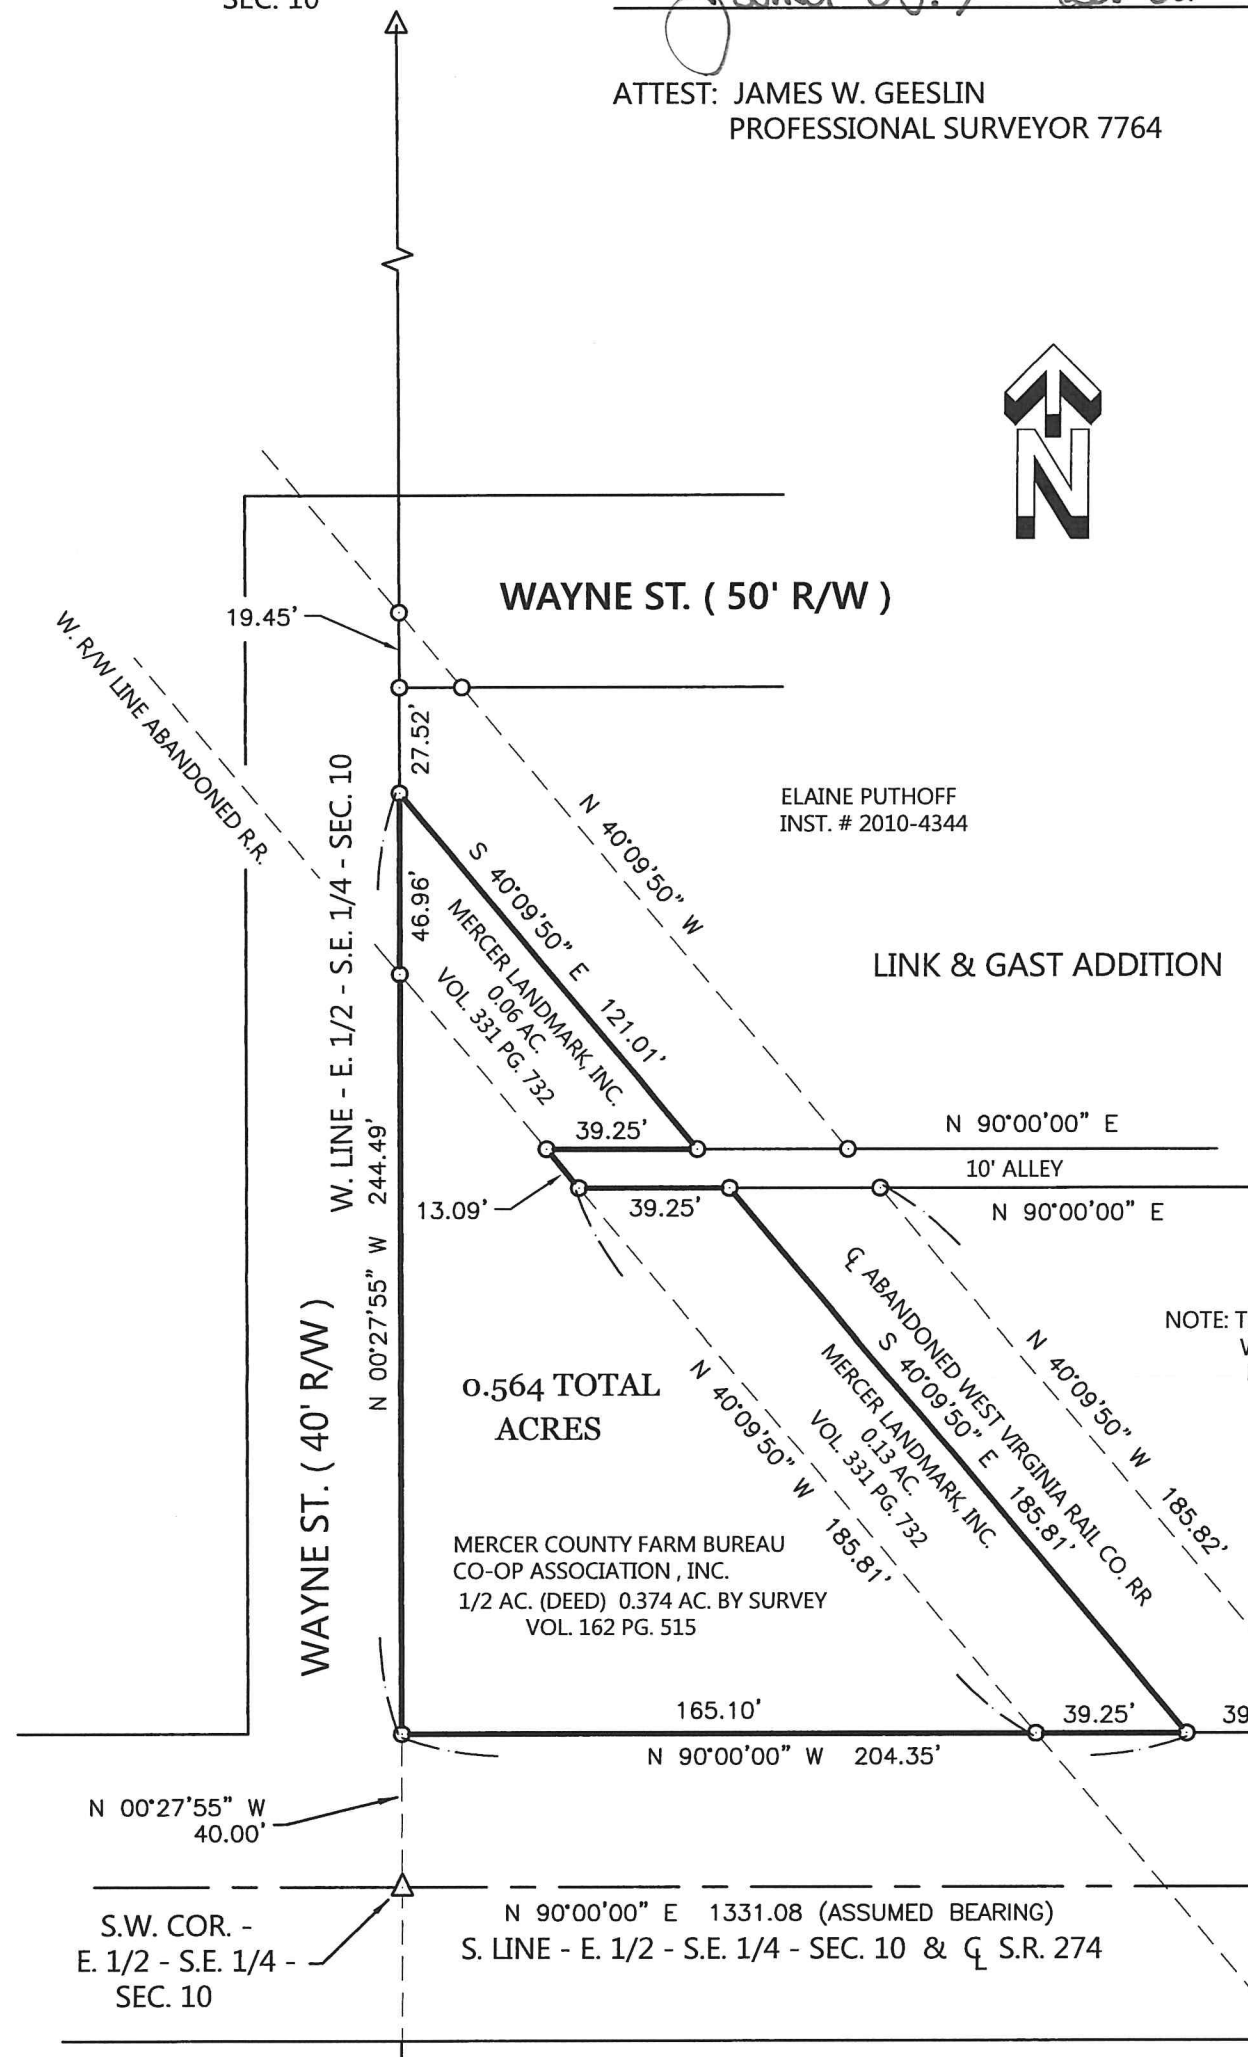 SEC. 10
ATTEST: JAMES W. GEESLIN
PROFESSIONAL SURVEYOR 7764
N
WAYNE ST. ( 50' R/W )
19.45'
W. R/W LINE ABANDONED R.R.
27.52'
W. LINE - E. 1/2 - S.E. 1/4 - SEC. 10
ELAINE PUTHOFF
INST. # 2010-4344
N 40°09'50" W
S 40°09'50" E 121.01'
46.96'
MERCER LANDMARK, INC.
0.06 AC.
VOL. 331 PG. 732
LINK & GAST ADDITION
39.25'
N 90°00'00" E
10' ALLEY
13.09'
39.25'
N 90°00'00" E
N 00°27'55" W 244.49'
WAYNE ST. ( 40' R/W )
℄ ABANDONED WEST VIRGINIA RAIL CO. RR
S 40°09'50" E 185.81'
MERCER LANDMARK, INC.
0.13 AC.
VOL. 331 PG. 732
N 40°09'50" W 185.82'
N 40°09'50" W 185.81'
NOTE:
0.564 TOTAL
ACRES
MERCER COUNTY FARM BUREAU
CO-OP ASSOCIATION , INC.
1/2 AC. (DEED) 0.374 AC. BY SURVEY
VOL. 162 PG. 515
165.10'
39.25'
39
N 90°00'00" W 204.35'
N 00°27'55" W
40.00'
S.W. COR. -
E. 1/2 - S.E. 1/4 -
SEC. 10
N 90°00'00" E 1331.08 (ASSUMED BEARING)
S. LINE - E. 1/2 - S.E. 1/4 - SEC. 10 & ℄ S.R. 274